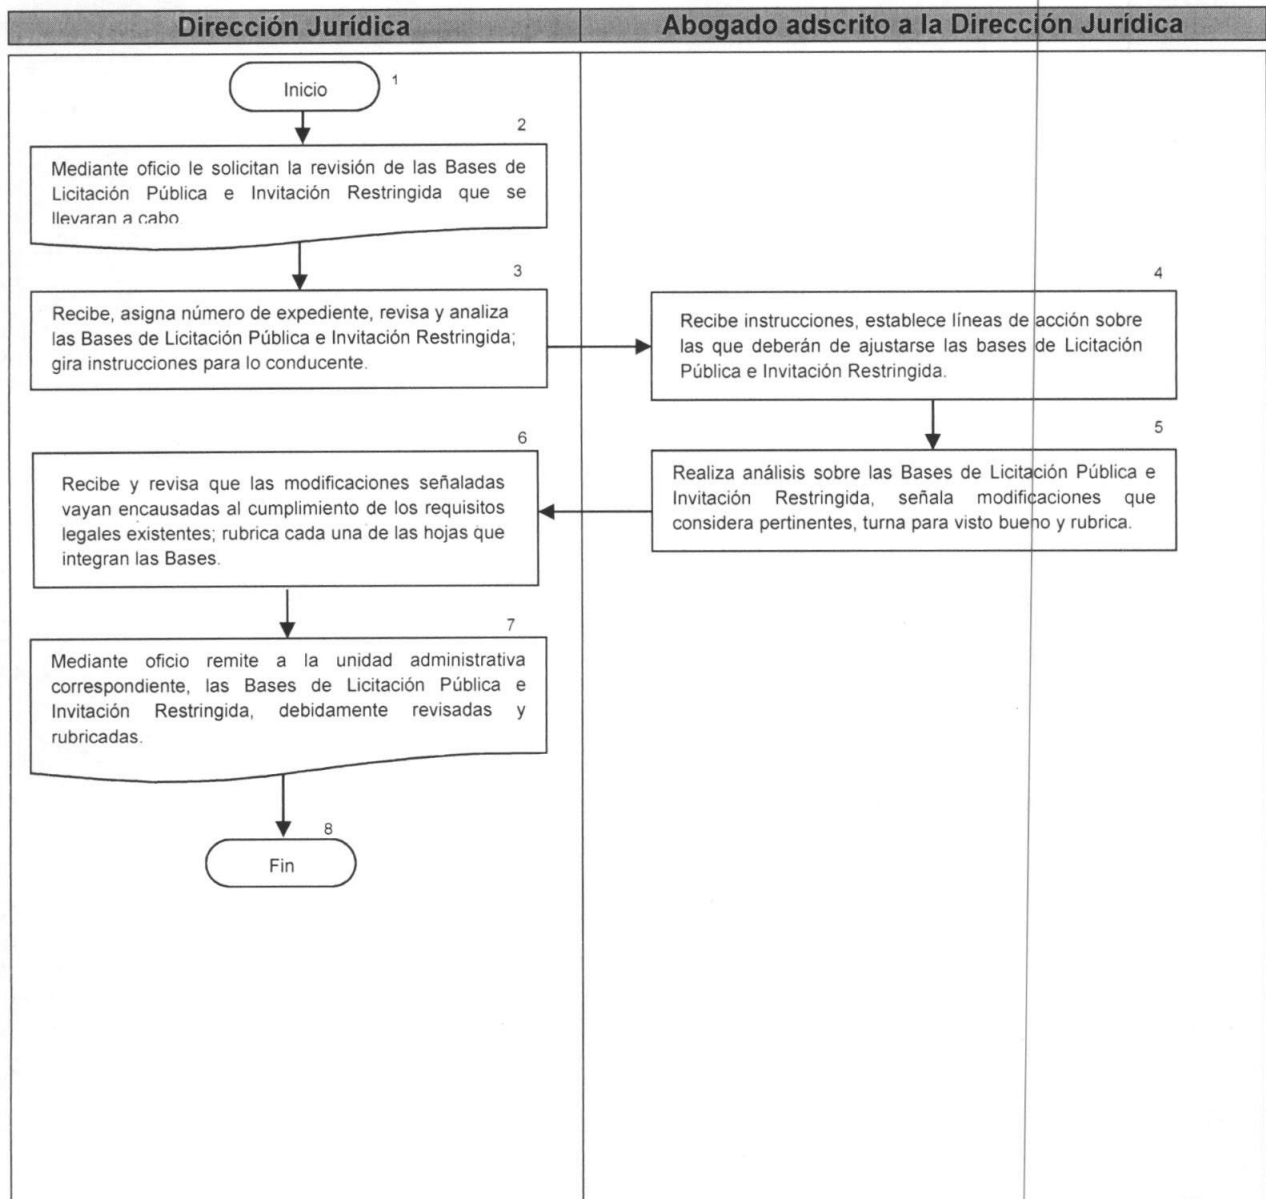 Dirección Jurídica
Abogado adscrito a la Dirección Jurídica
Inicio
1
2
Mediante oficio le solicitan la revisión de las Bases de
Licitación Pública e Invitación Restringida que se
llevaran a cabo.
3
Recibe, asigna número de expediente, revisa y analiza
las Bases de Licitación Pública e Invitación Restringida;
gira instrucciones para lo conducente.
4
Recibe instrucciones, establece líneas de acción sobre
las que deberán de ajustarse las bases de Licitación
Pública e Invitación Restringida.
5
Realiza análisis sobre las Bases de Licitación Pública e
Invitación Restringida, señala modificaciones que
considera pertinentes, turna para visto bueno y rubrica.
6
Recibe y revisa que las modificaciones señaladas
vayan encausadas al cumplimiento de los requisitos
legales existentes; rubrica cada una de las hojas que
integran las Bases.
7
Mediante oficio remite a la unidad administrativa
correspondiente, las Bases de Licitación Pública e
Invitación Restringida, debidamente revisadas y
rubricadas.
8
Fin